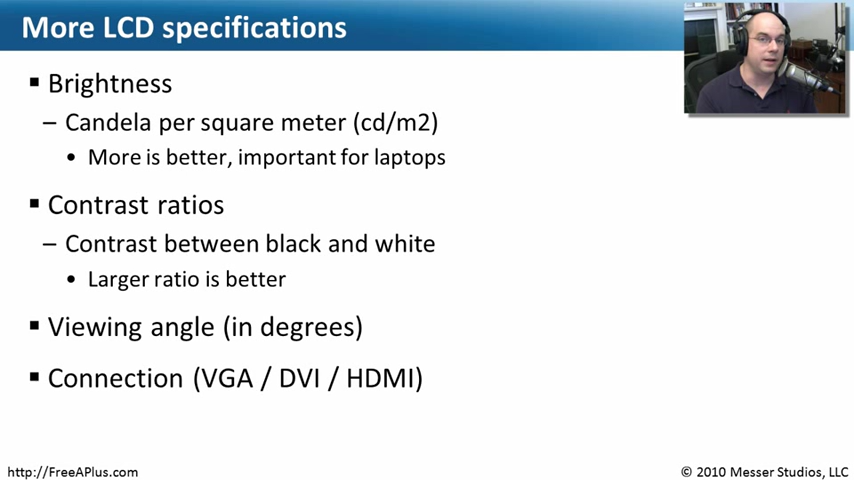 More LCD specifications
▪ Brightness
– Candela per square meter (cd/m2)
• More is better, important for laptops
▪ Contrast ratios
– Contrast between black and white
• Larger ratio is better
▪ Viewing angle (in degrees)
▪ Connection (VGA / DVI / HDMI)
http://FreeAPlus.com
© 2010 Messer Studios, LLC